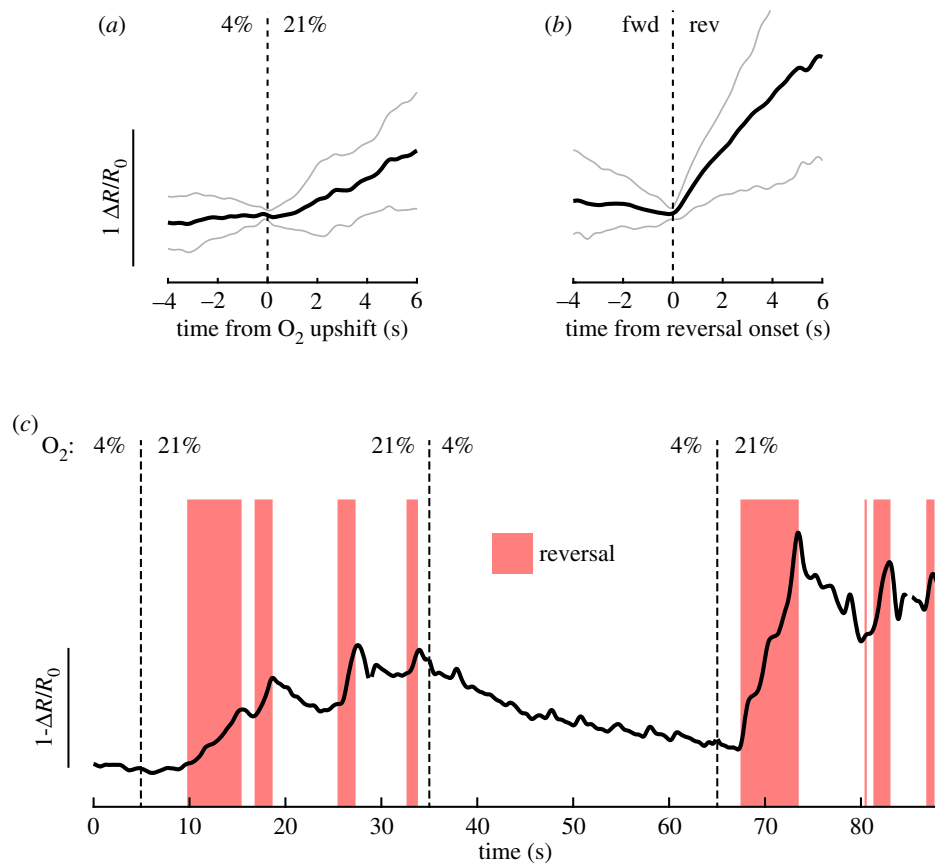 (a) 4% 21%
(b) fwd rev
1 ΔR/R0
–4 –2 0 2 4 6
time from O2 upshift (s)
–4 –2 0 2 4 6
time from reversal onset (s)
(c)
O2: 4% 21% 21% 4% 4% 21%
reversal
1-ΔR/R0
0 10 20 30 40 50 60 70 80
time (s)